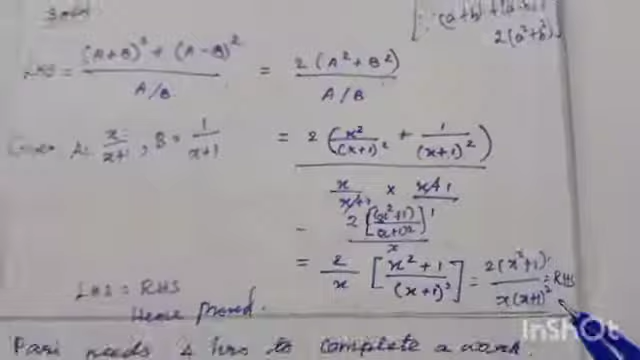 [∵ (a+b)
2(a²+b²)
LHS = (A+B)² + (A-B)² / A/B = 2(A²+B²) / A/B
Given A = x/x+1, B = 1/x+1 = 2(x²/(x+1)² + 1/(x+1)²)
x/x+1 × x+1/1
= 2[(x²+1)/(x+1)²] / x
= 2/x [x²+1/(x+1)²] = 2(x²+1)/x(x+1)² = RHS
LHS = RHS
Hence proved.
Pari needs 4 hrs to complete a work.
InShOt